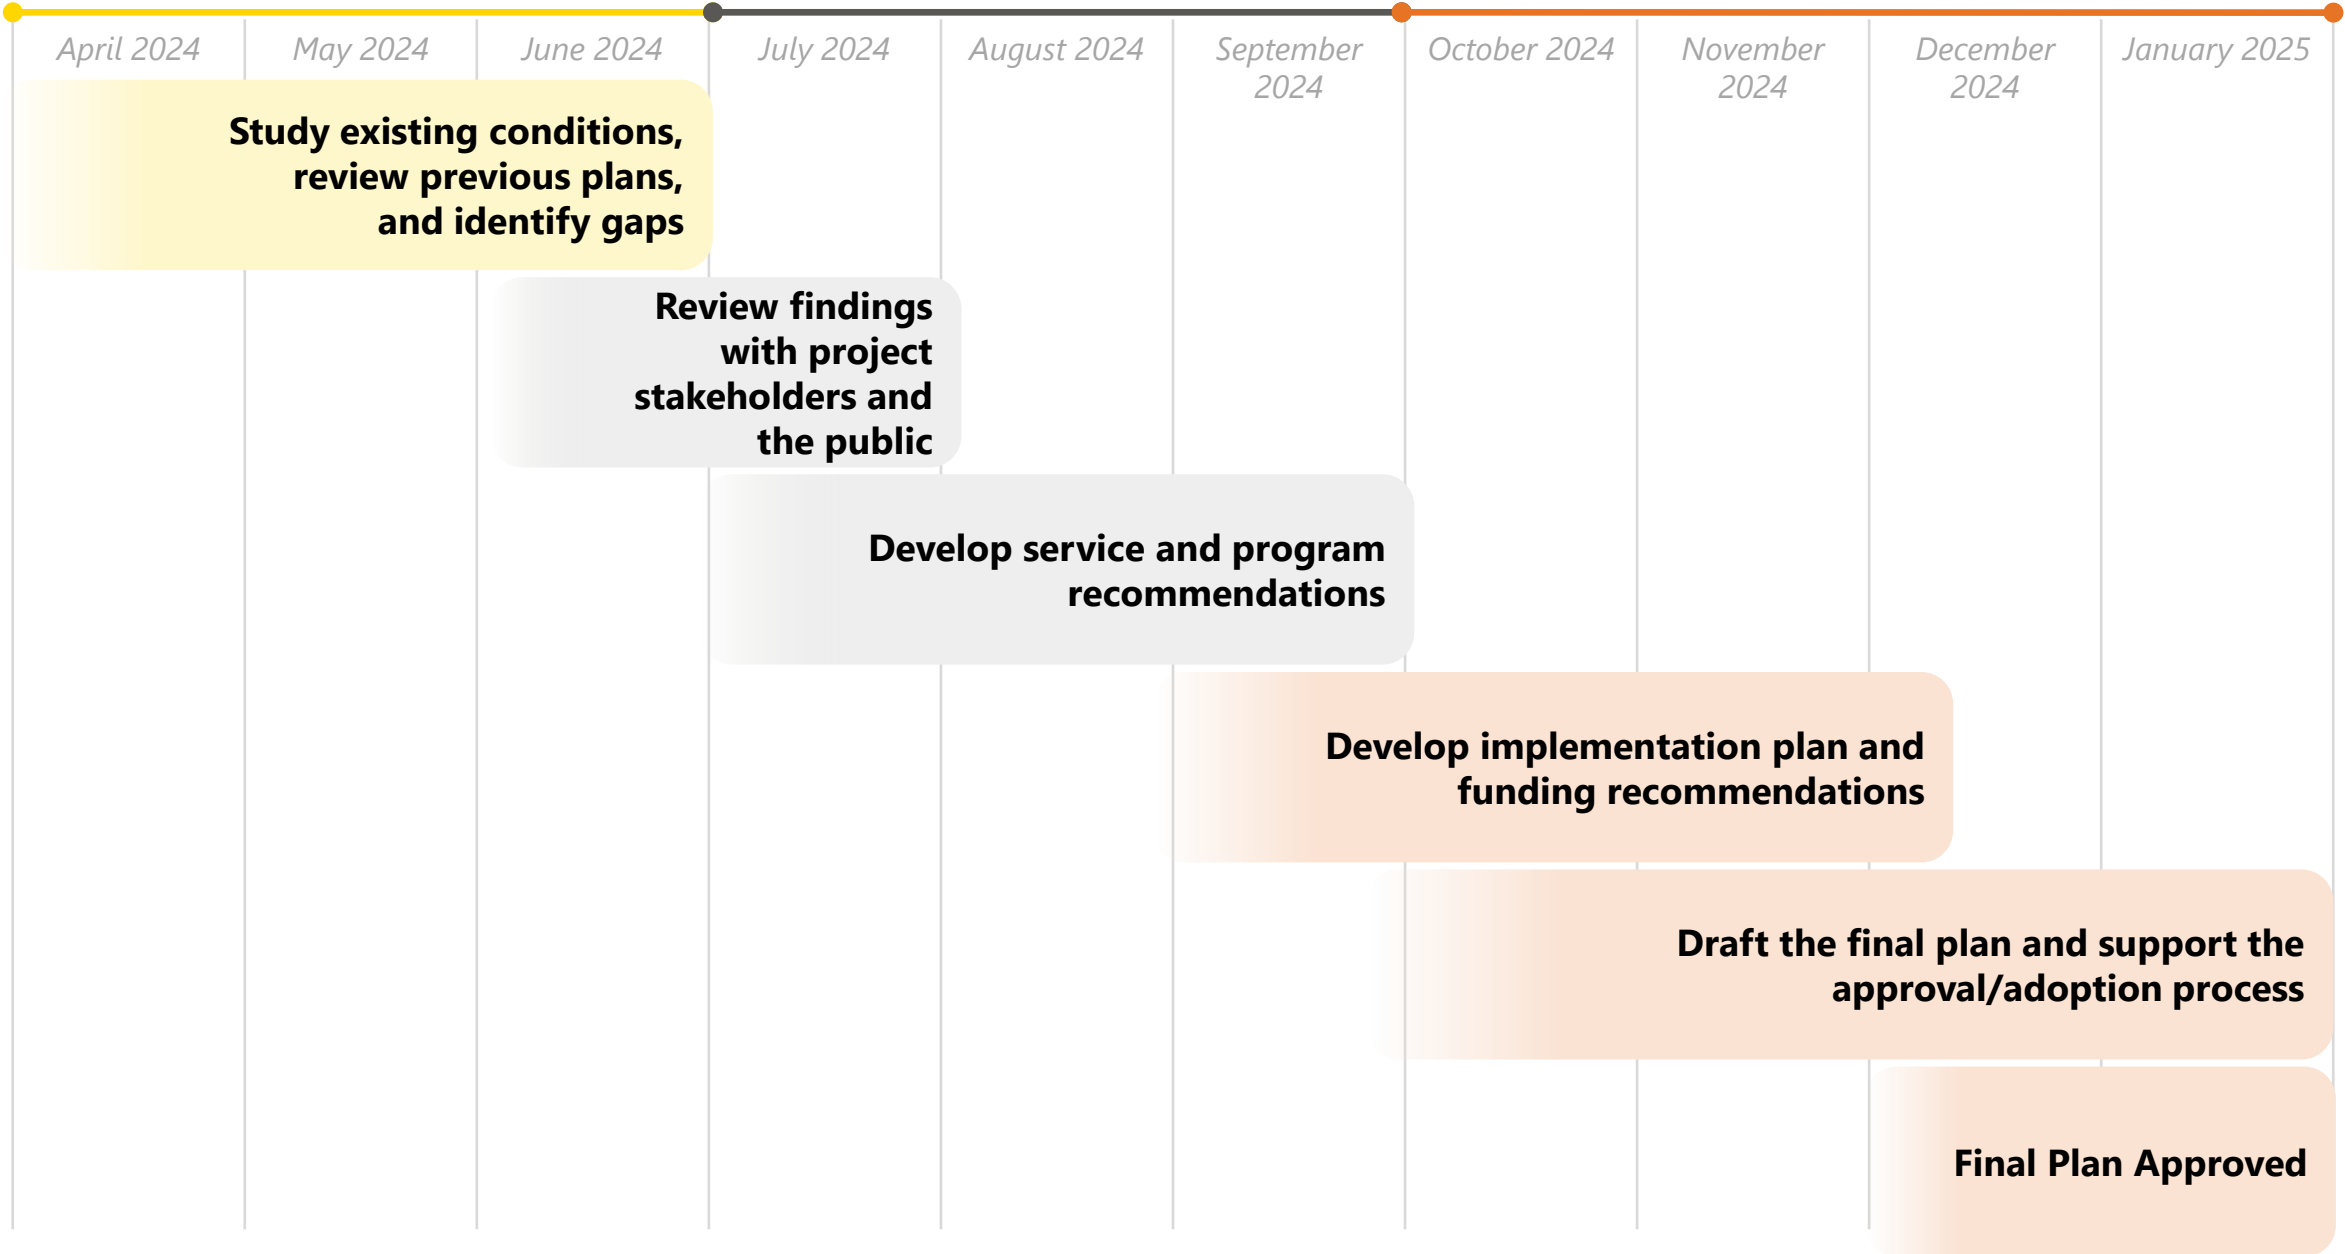 April 2024
May 2024
June 2024
July 2024
August 2024
September
2024
October 2024
November
2024
December
2024
January 2025
Study existing conditions,
review previous plans,
and identify gaps
Review findings
with project
stakeholders and
the public
Develop service and program
recommendations
Develop implementation plan and
funding recommendations
Draft the final plan and support the
approval/adoption process
Final Plan Approved